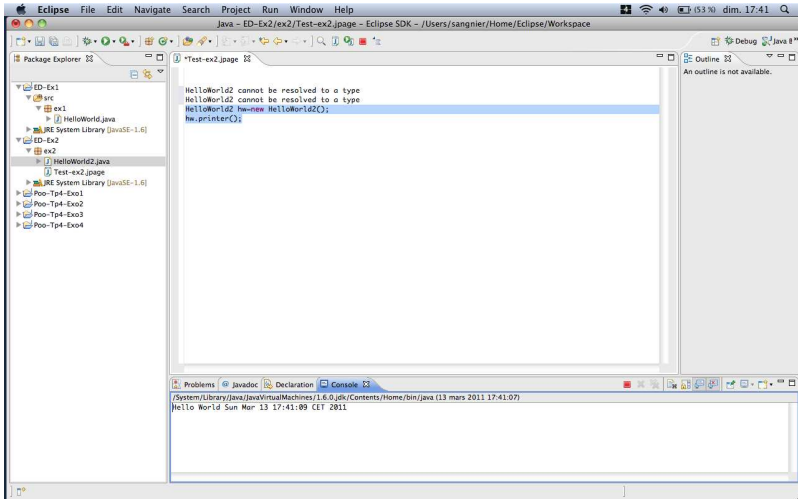 Eclipse File Edit Navigate Search Project Run Window Help (53 %) dim. 17:41
Java - ED-Ex2/ex2/Test-ex2.jpage - Eclipse SDK - /Users/sangnier/Home/Eclipse/Workspace
Debug Java
Package Explorer
*Test-ex2.jpage
Outline
An outline is not available.
ED-Ex1
src
ex1
HelloWorld.java
JRE System Library [JavaSE-1.6]
ED-Ex2
ex2
HelloWorld2.java
Test-ex2.jpage
JRE System Library [JavaSE-1.6]
Poo-Tp4-Exo1
Poo-Tp4-Exo2
Poo-Tp4-Exo3
Poo-Tp4-Exo4
HelloWorld2 cannot be resolved to a type
HelloWorld2 cannot be resolved to a type
HelloWorld2 hw=new HelloWorld2();
hw.printer();
Problems @ Javadoc Declaration Console
/System/Library/Java/JavaVirtualMachines/1.6.0.jdk/Contents/Home/bin/java (13 mars 2011 17:41:07)
Hello World Sun Mar 13 17:41:09 CET 2011